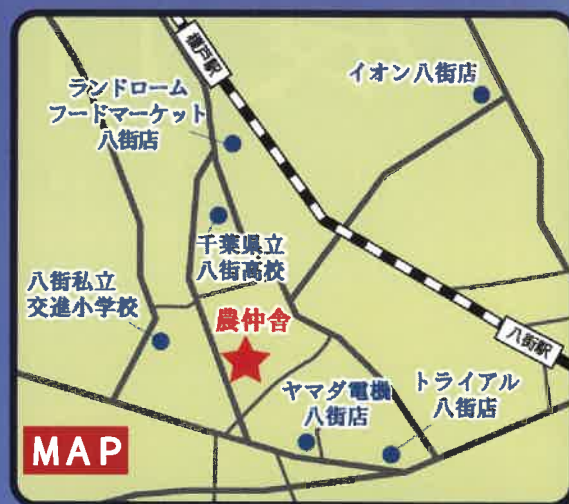 榎戸駅
イオン八街店
ランドローム
フードマーケット
八街店
千葉県立
八街高校
八街私立
交進小学校
農仲舎
八街駅
ヤマダ電機
八街店
トライアル
八街店
MAP